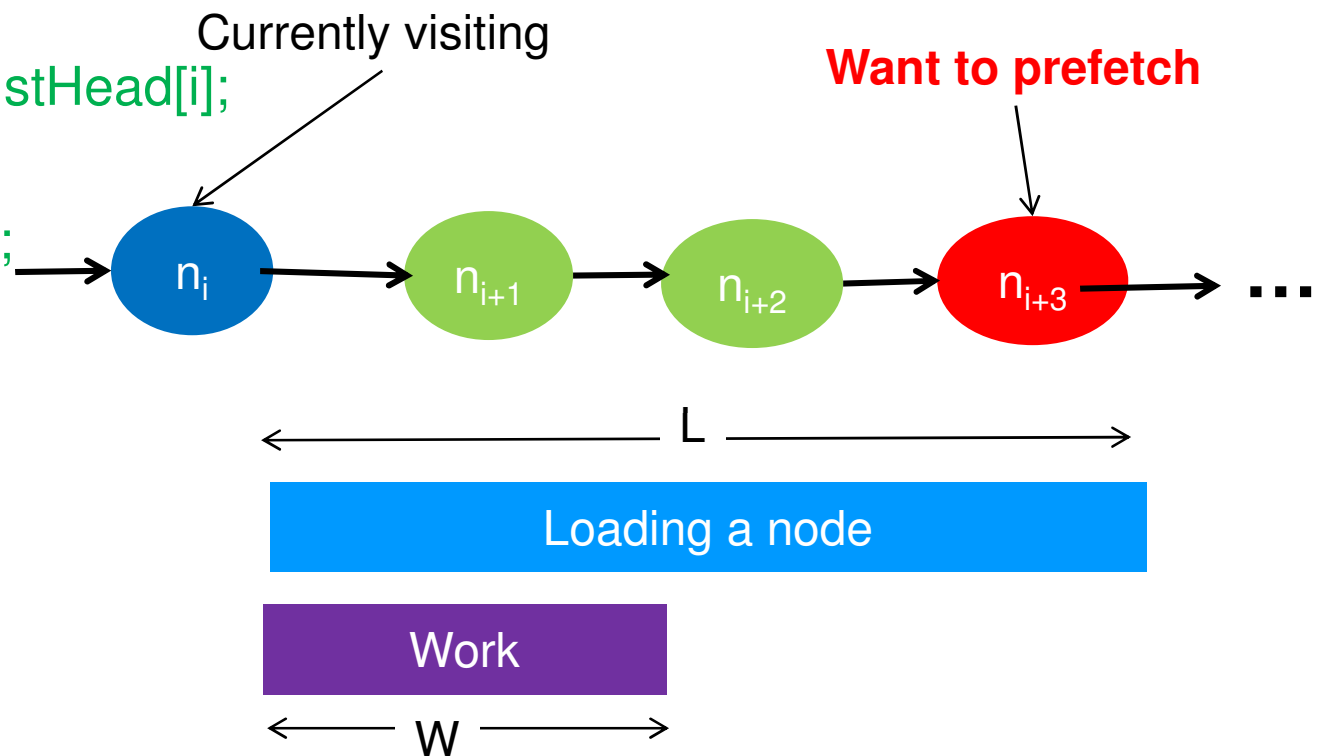 Currently visiting
Want to prefetch
stHead[i];
;
nᵢ
nᵢ₊₁
nᵢ₊₂
nᵢ₊₃
...
L
Loading a node
Work
W